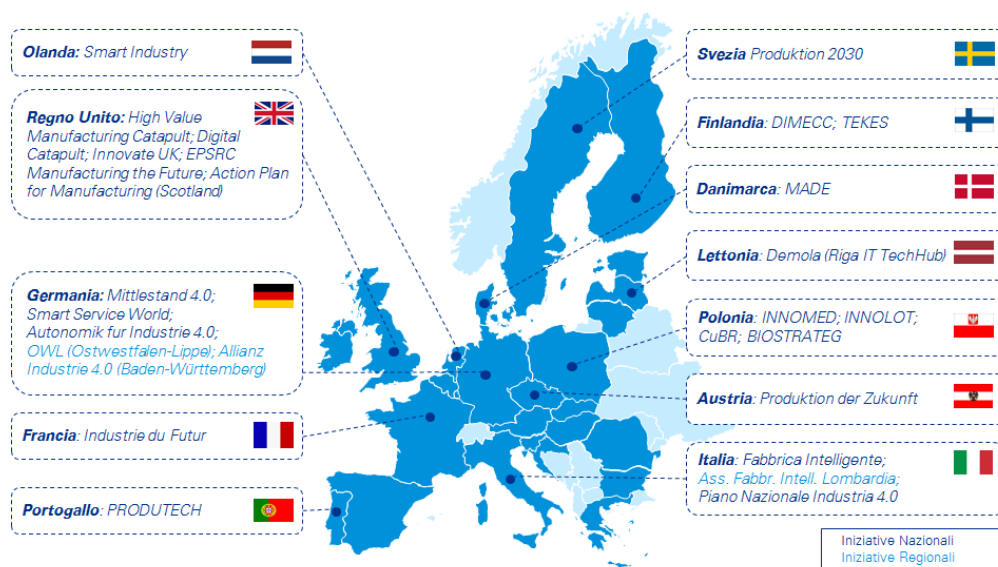 Olanda: Smart Industry
Regno Unito: High Value
Manufacturing Catapult; Digital
Catapult; Innovate UK; EPSRC
Manufacturing the Future; Action Plan
for Manufacturing (Scotland)
Germania: Mittlestand 4.0;
Smart Service World;
Autonomik fur Industrie 4.0;
OWL (Ostwestfalen-Lippe); Allianz
Industrie 4.0 (Baden-Württemberg)
Francia: Industrie du Futur
Portogallo: PRODUTECH
Svezia Produktion 2030
Finlandia: DIMECC; TEKES
Danimarca: MADE
Lettonia: Demola (Riga IT TechHub)
Polonia: INNOMED; INNOLOT;
CuBR; BIOSTRATEG
Austria: Produktion der Zukunft
Italia: Fabbrica Intelligente;
Ass. Fabbr. Intell. Lombardia;
Piano Nazionale Industria 4.0
Iniziative Nazionali
Iniziative Regionali